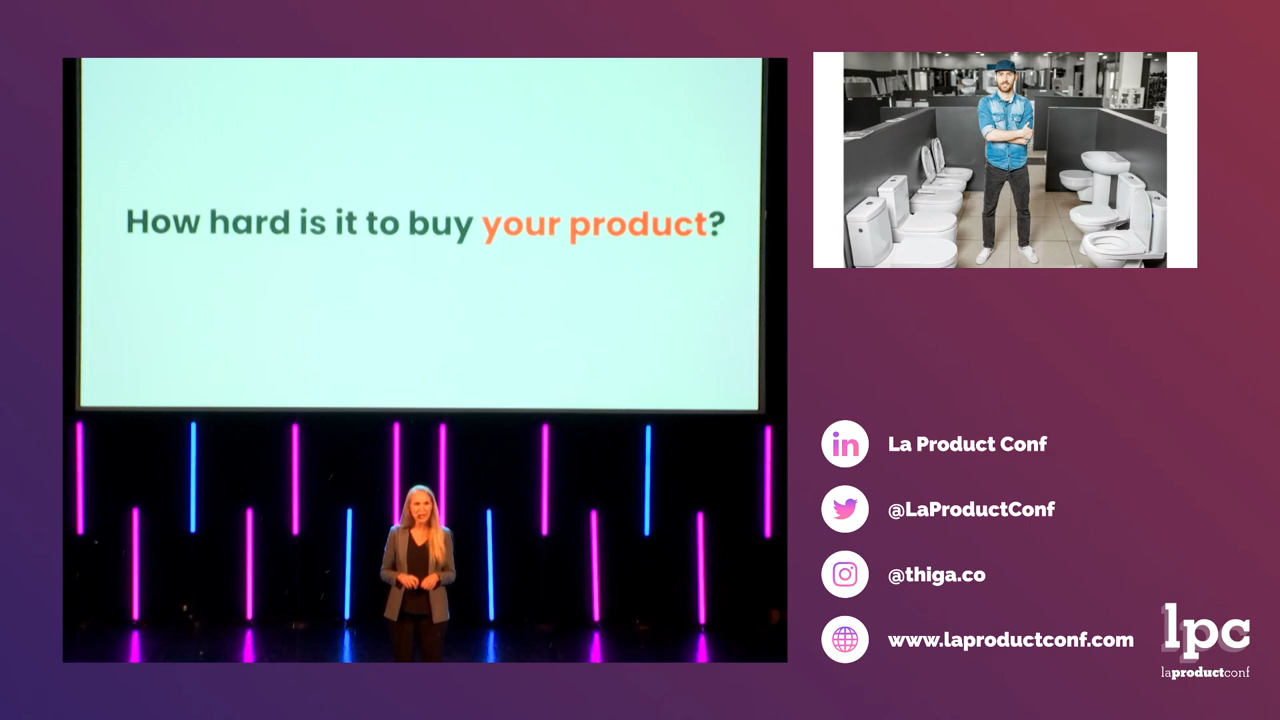 How hard is it to buy your product?
in
La Product Conf
@LaProductConf
@thiga.co
www.laproductconf.com
lpc
laproductconf